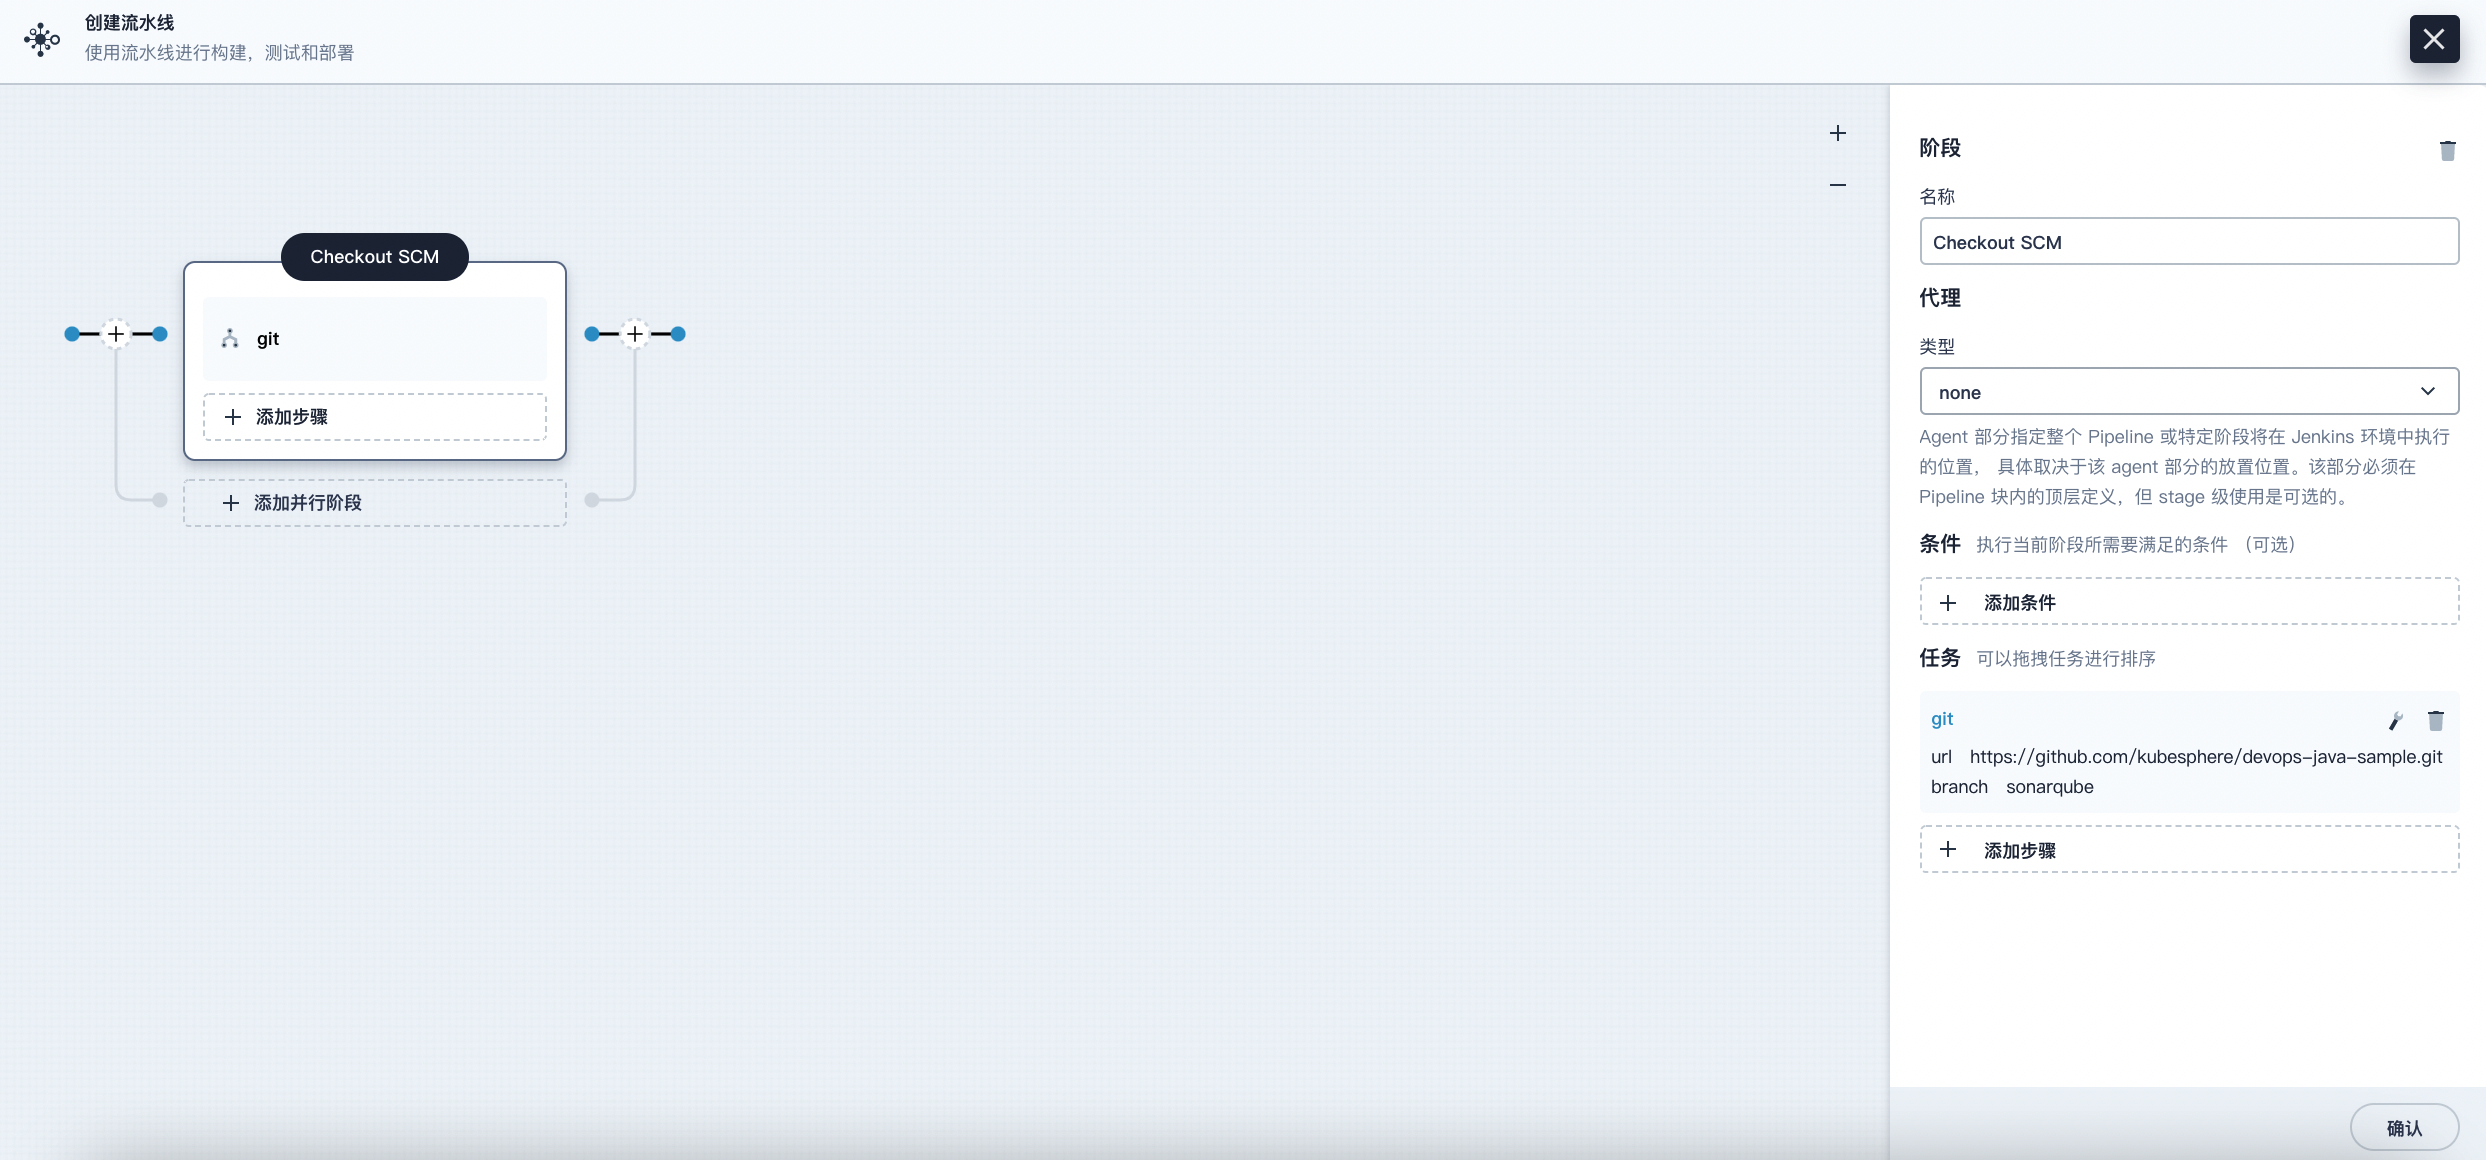 创建流水线
使用流水线进行构建，测试和部署
Checkout SCM
git
添加步骤
添加并行阶段
阶段
名称
Checkout SCM
代理
类型
none
Agent 部分指定整个 Pipeline 或特定阶段将在 Jenkins 环境中执行
的位置， 具体取决于该 agent 部分的放置位置。该部分必须在
Pipeline 块内的顶层定义，但 stage 级使用是可选的。
条件 执行当前阶段所需要满足的条件 （可选）
添加条件
任务 可以拖拽任务进行排序
git
url https://github.com/kubesphere/devops-java-sample.git
branch sonarqube
添加步骤
确认